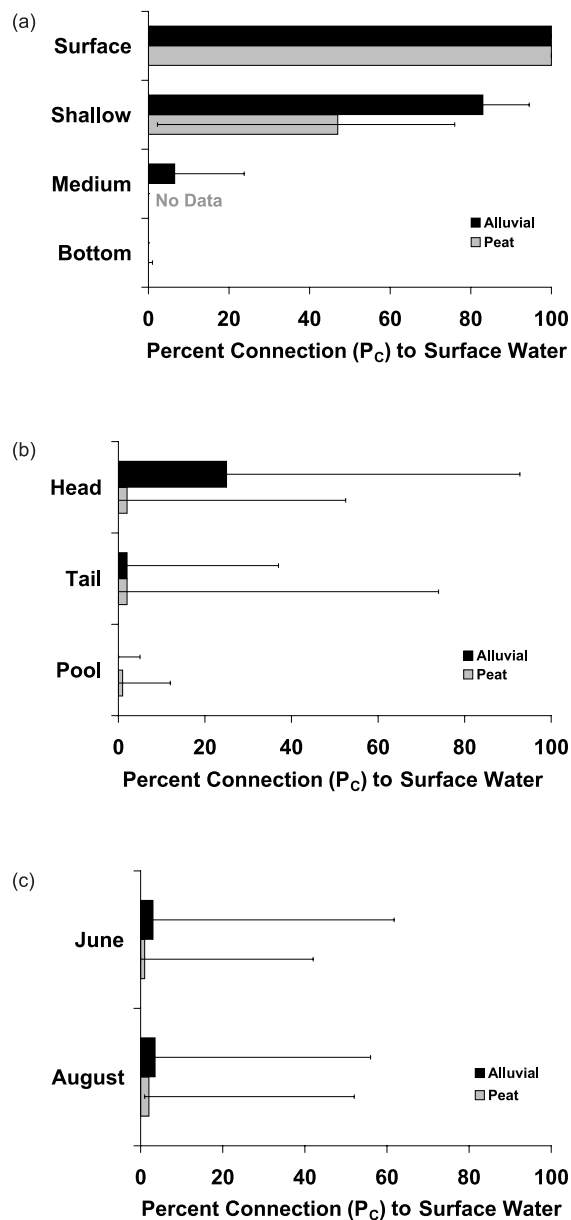 (a)
Surface
Shallow
Medium
No Data
Bottom
Alluvial
Peat
0 20 40 60 80 100
Percent Connection (PC) to Surface Water
(b)
Head
Tail
Pool
Alluvial
Peat
0 20 40 60 80 100
Percent Connection (PC) to Surface Water
(c)
June
August
Alluvial
Peat
0 20 40 60 80 100
Percent Connection (PC) to Surface Water